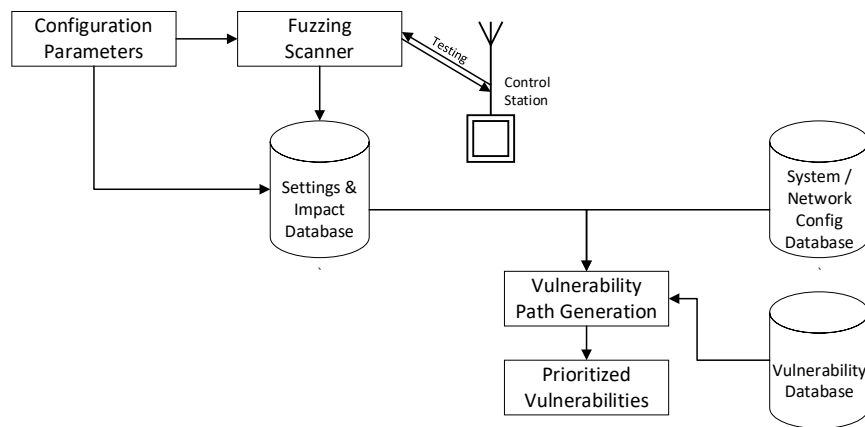 Configuration
Parameters
Fuzzing
Scanner
Testing
Control
Station
Settings &
Impact
Database
System /
Network
Config
Database
Vulnerability
Path Generation
Vulnerability
Database
Prioritized
Vulnerabilities